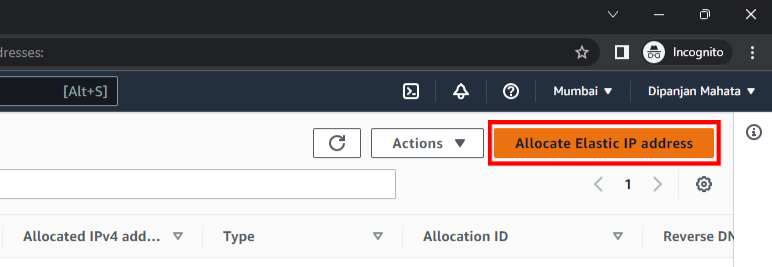 dresses:
Incognito
[Alt+S]
Mumbai
Dipanjan Mahata
Actions
Allocate Elastic IP address
1
Allocated IPv4 add...
Type
Allocation ID
Reverse DN